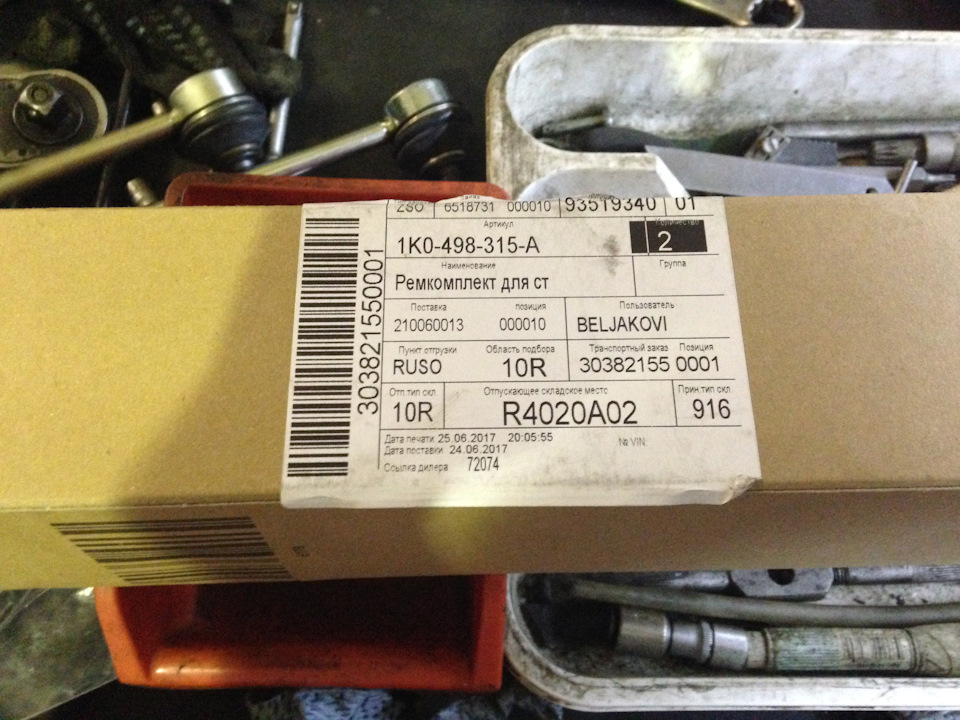 ZSO 6518731 000010 93519340 01
Артикул Количество
1K0-498-315-A 2
Наименование Группа
Ремкомплект для ст
Поставка позиция Пользователь
210060013 000010 BELJAKOVI
Пункт отгрузки Область подбора Транспортный заказ Позиция
RUSO 10R 30382155 0001
Отп.тип скл. Отпускающее складское место Прин.тип скл.
10R R4020A02 916
Дата печати 25.06.2017 20:05:55 № VIN
Дата поставки 24.06.2017
Ссылка дилера 72074
303821550001